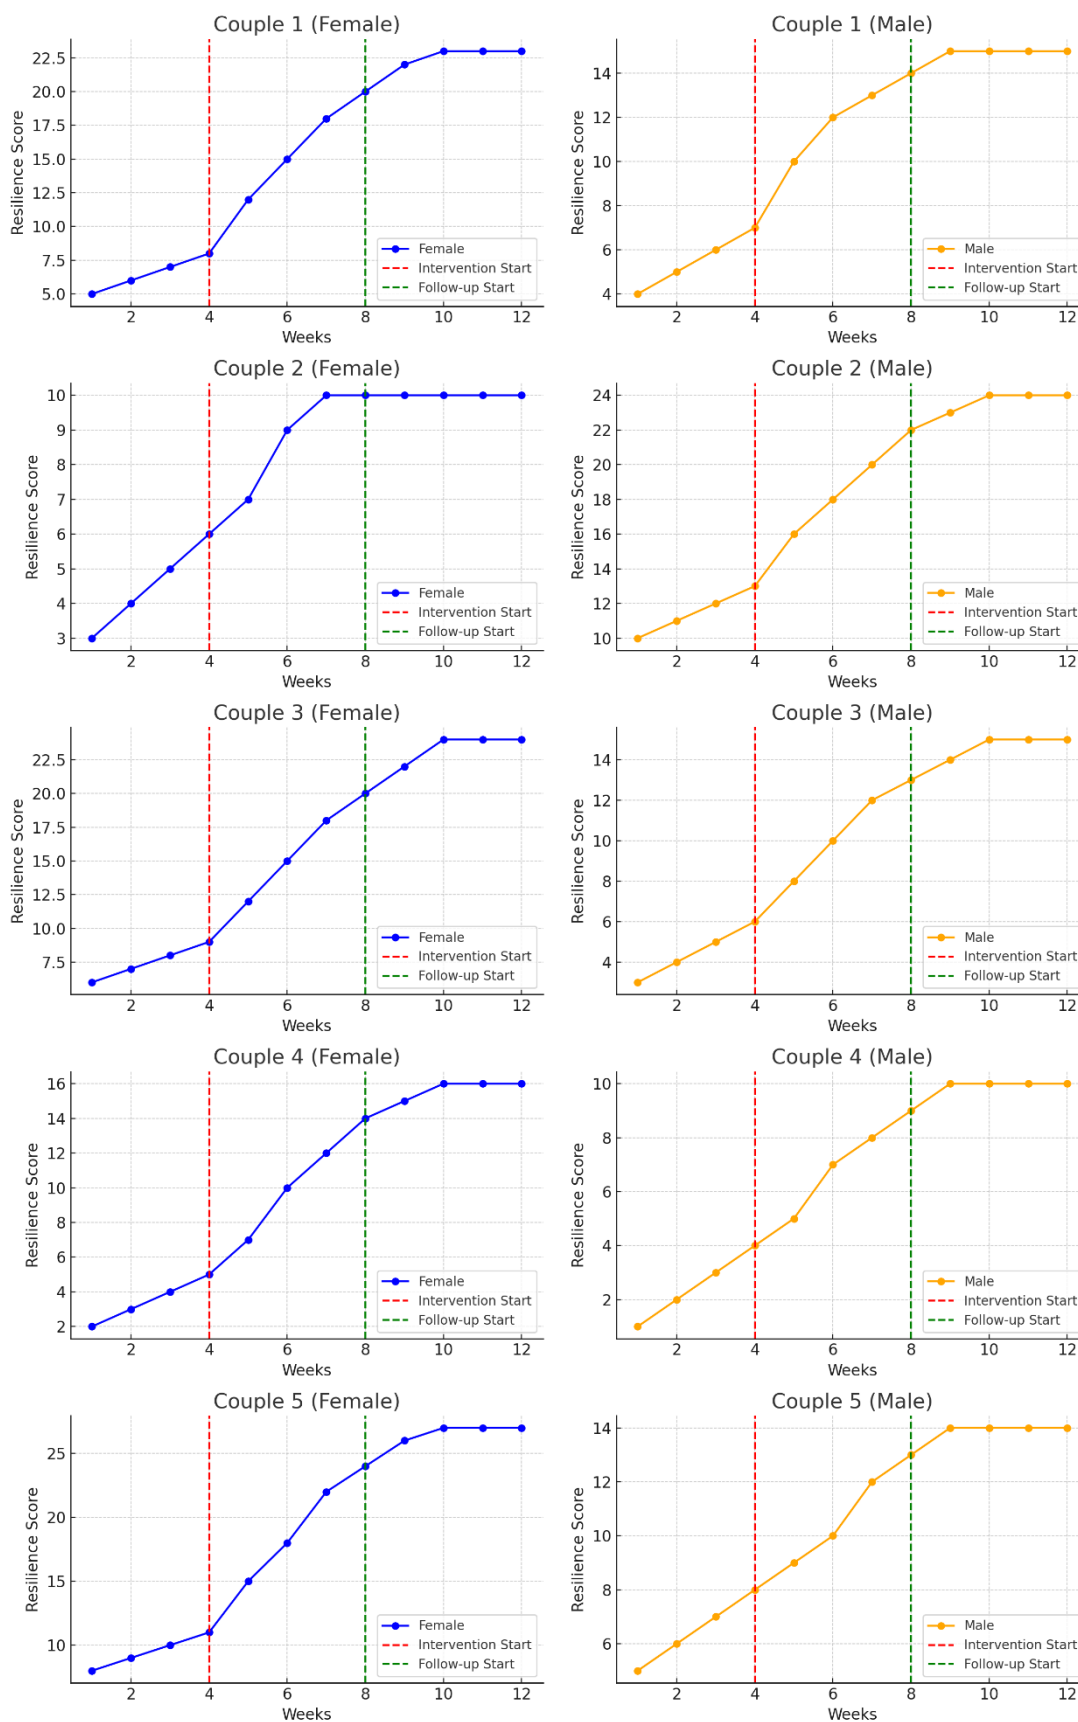 Couple 1 (Female)
Resilience Score
22.5
20.0
17.5
15.0
12.5
10.0
7.5
5.0
Female
Intervention Start
Follow-up Start
2 4 6 8 10 12
Weeks
Couple 1 (Male)
Resilience Score
14
12
10
8
6
4
Male
Intervention Start
Follow-up Start
2 4 6 8 10 12
Weeks
Couple 2 (Female)
Resilience Score
10
9
8
7
6
5
4
3
Female
Intervention Start
Follow-up Start
2 4 6 8 10 12
Weeks
Couple 2 (Male)
Resilience Score
24
22
20
18
16
14
12
10
Male
Intervention Start
Follow-up Start
2 4 6 8 10 12
Weeks
Couple 3 (Female)
Resilience Score
22.5
20.0
17.5
15.0
12.5
10.0
7.5
Female
Intervention Start
Follow-up Start
2 4 6 8 10 12
Weeks
Couple 3 (Male)
Resilience Score
14
12
10
8
6
4
Male
Intervention Start
Follow-up Start
2 4 6 8 10 12
Weeks
Couple 4 (Female)
Resilience Score
16
14
12
10
8
6
4
2
Female
Intervention Start
Follow-up Start
2 4 6 8 10 12
Weeks
Couple 4 (Male)
Resilience Score
10
8
6
4
2
Male
Intervention Start
Follow-up Start
2 4 6 8 10 12
Weeks
Couple 5 (Female)
Resilience Score
25
20
15
10
Female
Intervention Start
Follow-up Start
2 4 6 8 10 12
Weeks
Couple 5 (Male)
Resilience Score
14
12
10
8
6
Male
Intervention Start
Follow-up Start
2 4 6 8 10 12
Weeks